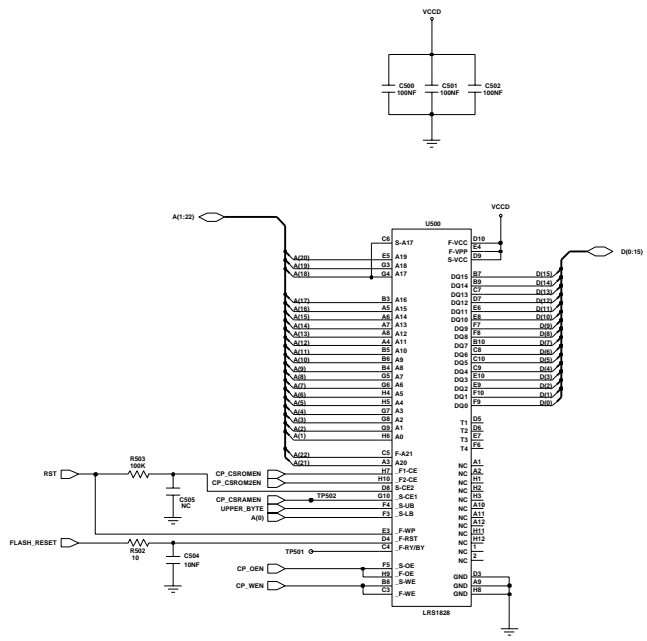 VCCD
C500
100NF
C501
100NF
C502
100NF
A(1:22)
U500
VCCD
D(0:15)
C6 S-A17
F-VCC D10
F-VPP E4
S-VCC D9
A(20) E5 A19
A(19) G3 A18
A(18) G4 A17
DQ15 B7 D(15)
DQ14 B9 D(14)
DQ13 C7 D(13)
A(17) B3 A16
DQ12 D7 D(12)
A(16) A5 A15
DQ11 E6 D(11)
A(15) A6 A14
DQ10 E8 D(10)
A(14) A7 A13
DQ9 F7 D(9)
A(13) A8 A12
DQ8 F8 D(8)
A(12) A4 A11
DQ7 B10 D(7)
A(11) B5 A10
DQ6 C8 D(6)
A(10) B6 A9
DQ5 C10 D(5)
A(9) B4 A8
DQ4 C9 D(4)
A(8) G5 A7
DQ3 E10 D(3)
A(7) G6 A6
DQ2 E9 D(2)
A(6) H4 A5
DQ1 F10 D(1)
A(5) H5 A4
DQ0 F9 D(0)
A(4) G7 A3
A(3) G8 A2
A(2) G9 A1
A(1) H6 A0
T1 D5
T2 D6
T3 E7
T4 F6
A(22) C5 F-A21
A(21) A3 A20
NC A1
NC A2
NC H1
NC H2
NC H3
NC A10
NC A11
NC A12
NC H11
NC H12
NC 1
NC 2
CP_CSROMEN H7 _F1-CE
CP_CSROM2EN H10 _F2-CE
D8 S-CE2
CP_CSRAMEN TP502 G10 _S-CE1
UPPER_BYTE F4 _S-UB
A(0) F3 _S-LB
RST
R503
100K
C505
NC
E3 _F-WP
FLASH_RESET
R502
10
C504
10NF
D4 _F-RST
TP501 C4 _F-RY/BY
CP_OEN F5 _S-OE
H9 _F-OE
CP_WEN B8 _S-WE
C3 _F-WE
GND D3
GND A9
GND H8
LRS1828